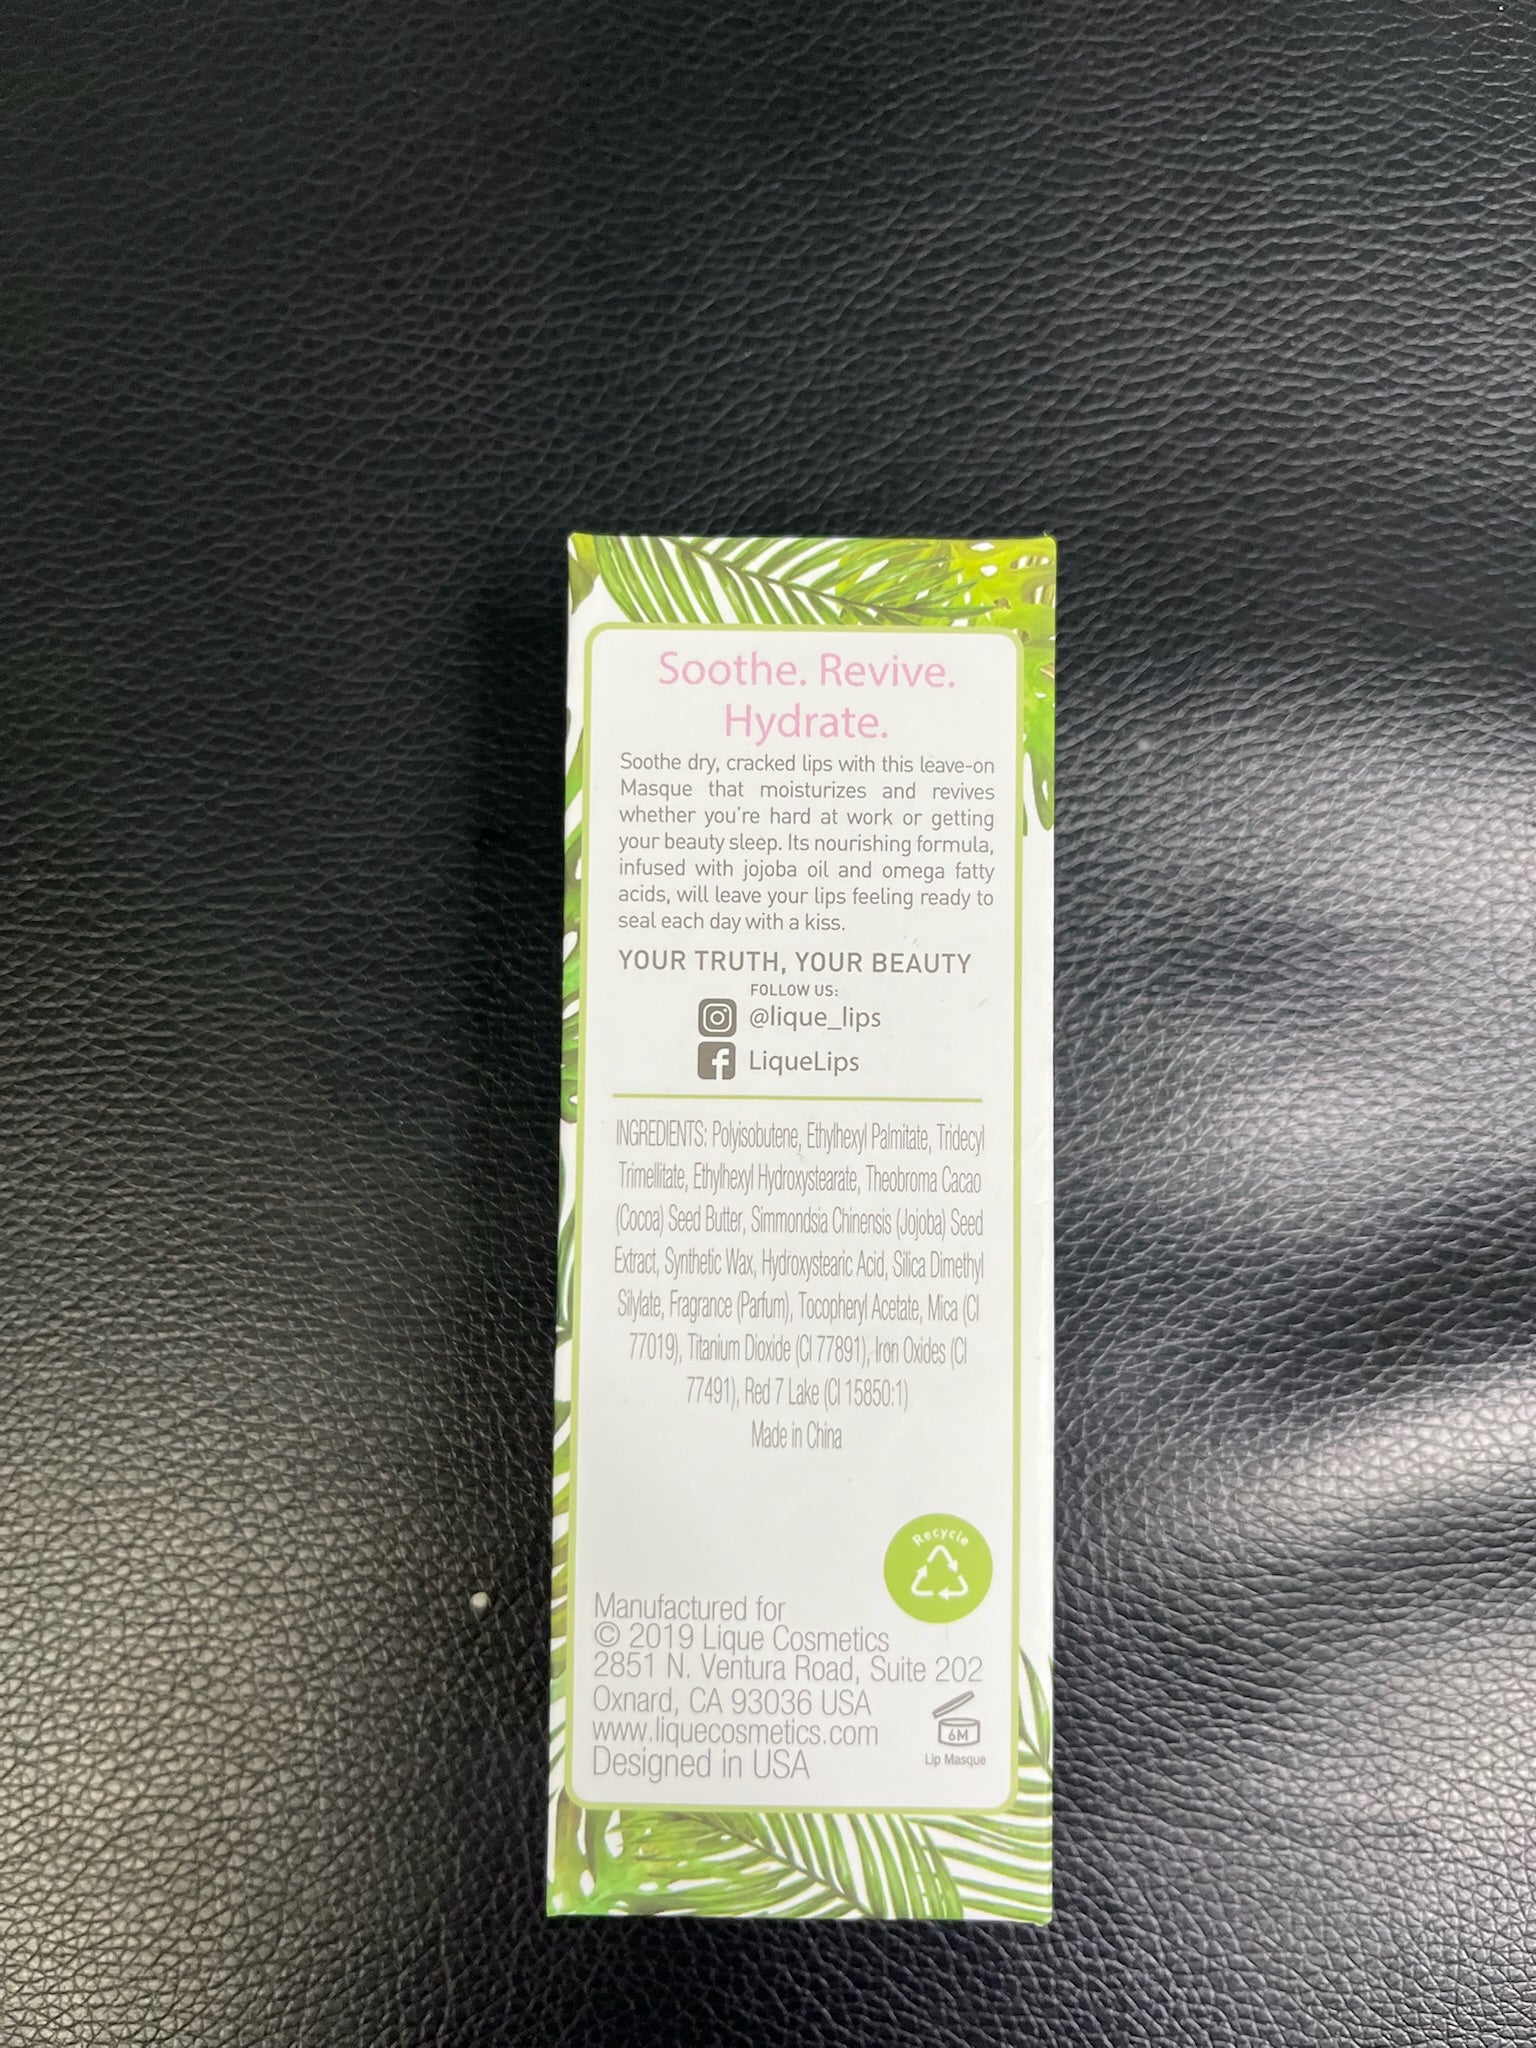 Soothe. Revive.
Hydrate.
Soothe dry, cracked lips with this leave-on
Masque that moisturizes and revives
whether you're hard at work or getting
your beauty sleep. Its nourishing formula,
infused with jojoba oil and omega fatty
acids, will leave your lips feeling ready to
seal each day with a kiss.
YOUR TRUTH, YOUR BEAUTY
FOLLOW US:
@lique_lips
LiqueLips
INGREDIENTS: Polyisobutene, Ethylhexyl Palmitate, Tridecyl
Trimellitate, Ethylhexyl Hydroxystearate, Theobroma Cacao
(Cocoa) Seed Butter, Simmondsia Chinensis (Jojoba) Seed
Extract, Synthetic Wax, Hydroxystearic Acid, Silica Dimethyl
Silylate, Fragrance (Parfum), Tocopheryl Acetate, Mica (CI
77019), Titanium Dioxide (CI 77891), Iron Oxides (CI
77491), Red 7 Lake (CI 15850:1)
Made in China
Recycle
Manufactured for
© 2019 Lique Cosmetics
2851 N. Ventura Road, Suite 202
Oxnard, CA 93036 USA
www.liquecosmetics.com
Designed in USA
6M
Lip Masque